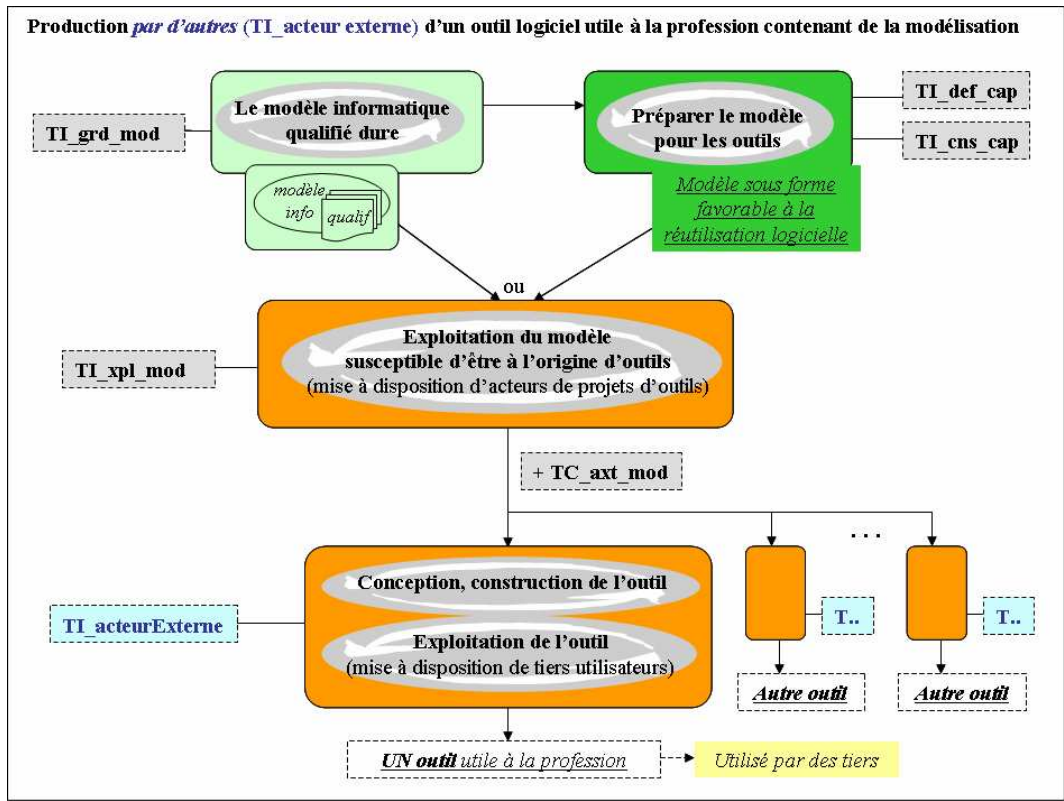 Production par d'autres (TI_acteur externe) d'un outil logiciel utile à la profession contenant de la modélisation
Le modèle informatique
qualifié dure
TI_grd_mod
Préparer le modèle
pour les outils
TI_def_cap
TI_cns_cap
modèle
info
qualif
Modèle sous forme
favorable à la
réutilisation logicielle
ou
Exploitation du modèle
susceptible d'être à l'origine d'outils
(mise à disposition d'acteurs de projets d'outils)
TI_xpl_mod
+ TC_axt_mod
...
Conception, construction de l'outil
TI_acteurExterne
Exploitation de l'outil
(mise à disposition de tiers utilisateurs)
T..
T..
Autre outil
Autre outil
UN outil utile à la profession
Utilisé par des tiers